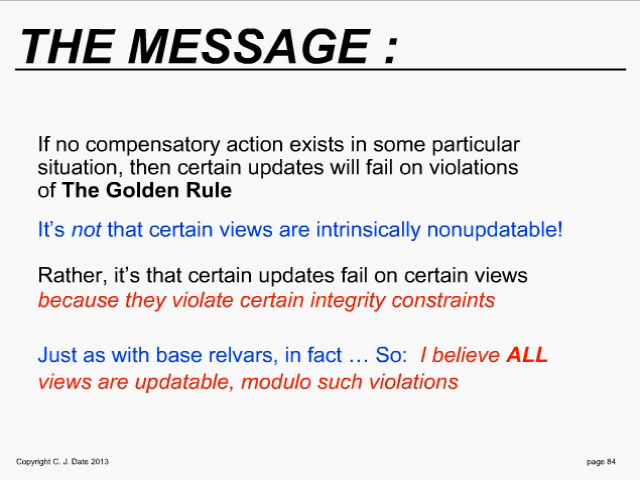 THE MESSAGE :
If no compensatory action exists in some particular
situation, then certain updates will fail on violations
of The Golden Rule
It’s not that certain views are intrinsically nonupdatable!
Rather, it’s that certain updates fail on certain views
because they violate certain integrity constraints
Just as with base relvars, in fact … So: I believe ALL
views are updatable, modulo such violations
Copyright C. J. Date 2013
page 84